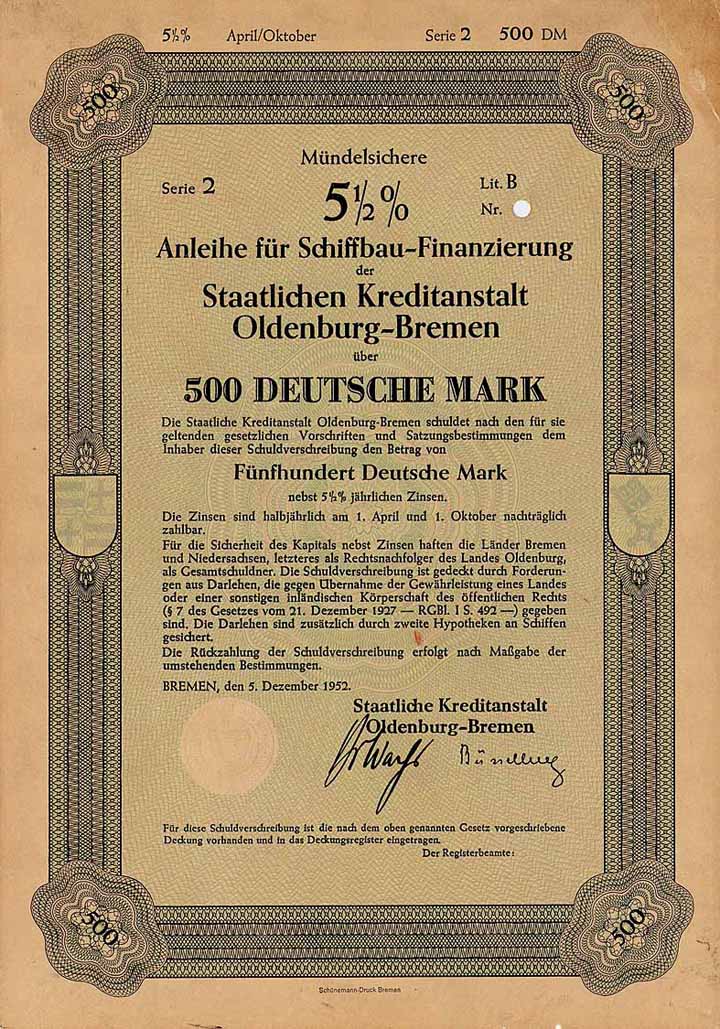 5½% April/Oktober Serie 2 500 DM
500 500
Mündelsichere
Serie 2 5½% Lit. B
Nr.
Anleihe für Schiffbau-Finanzierung
der
Staatlichen Kreditanstalt
Oldenburg-Bremen
über
500 DEUTSCHE MARK
Die Staatliche Kreditanstalt Oldenburg-Bremen schuldet nach den für sie
geltenden gesetzlichen Vorschriften und Satzungsbestimmungen dem
Inhaber dieser Schuldverschreibung den Betrag von
Fünfhundert Deutsche Mark
nebst 5½% jährlichen Zinsen.
Die Zinsen sind halbjährlich am 1. April und 1. Oktober nachträglich
zahlbar.
Für die Sicherheit des Kapitals nebst Zinsen haften die Länder Bremen
und Niedersachsen, letzteres als Rechtsnachfolger des Landes Oldenburg,
als Gesamtschuldner. Die Schuldverschreibung ist gedeckt durch Forderun-
gen aus Darlehen, die gegen Übernahme der Gewährleistung eines Landes
oder einer sonstigen inländischen Körperschaft des öffentlichen Rechts
(§ 7 des Gesetzes vom 21. Dezember 1927 — RGBl. I S. 492 —) gegeben
sind. Die Darlehen sind zusätzlich durch zweite Hypotheken an Schiffen
gesichert.
Die Rückzahlung der Schuldverschreibung erfolgt nach Maßgabe der
umstehenden Bestimmungen.
BREMEN, den 5. Dezember 1952.
Staatliche Kreditanstalt
Oldenburg-Bremen
Für diese Schuldverschreibung ist die nach dem oben genannten Gesetz vorgeschriebene
Deckung vorhanden und in das Deckungsregister eingetragen.
Der Registerbeamte:
500 500
Schünemann-Druck Bremen